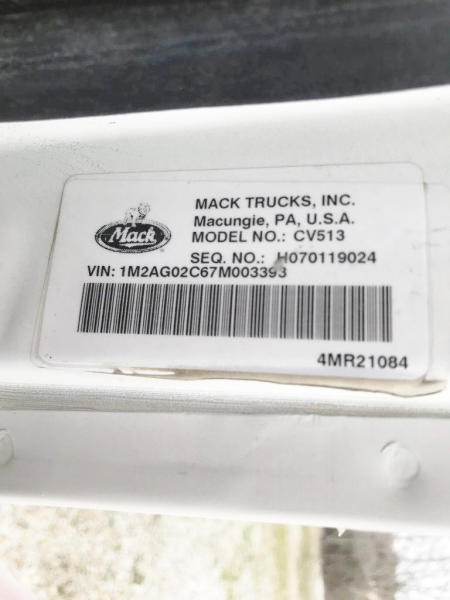 Mack
MACK TRUCKS, INC.
Macungie, PA, U.S.A.
MODEL NO.: CV513
SEQ. NO.: H070119024
VIN: 1M2AG02C67M003393
4MR21084